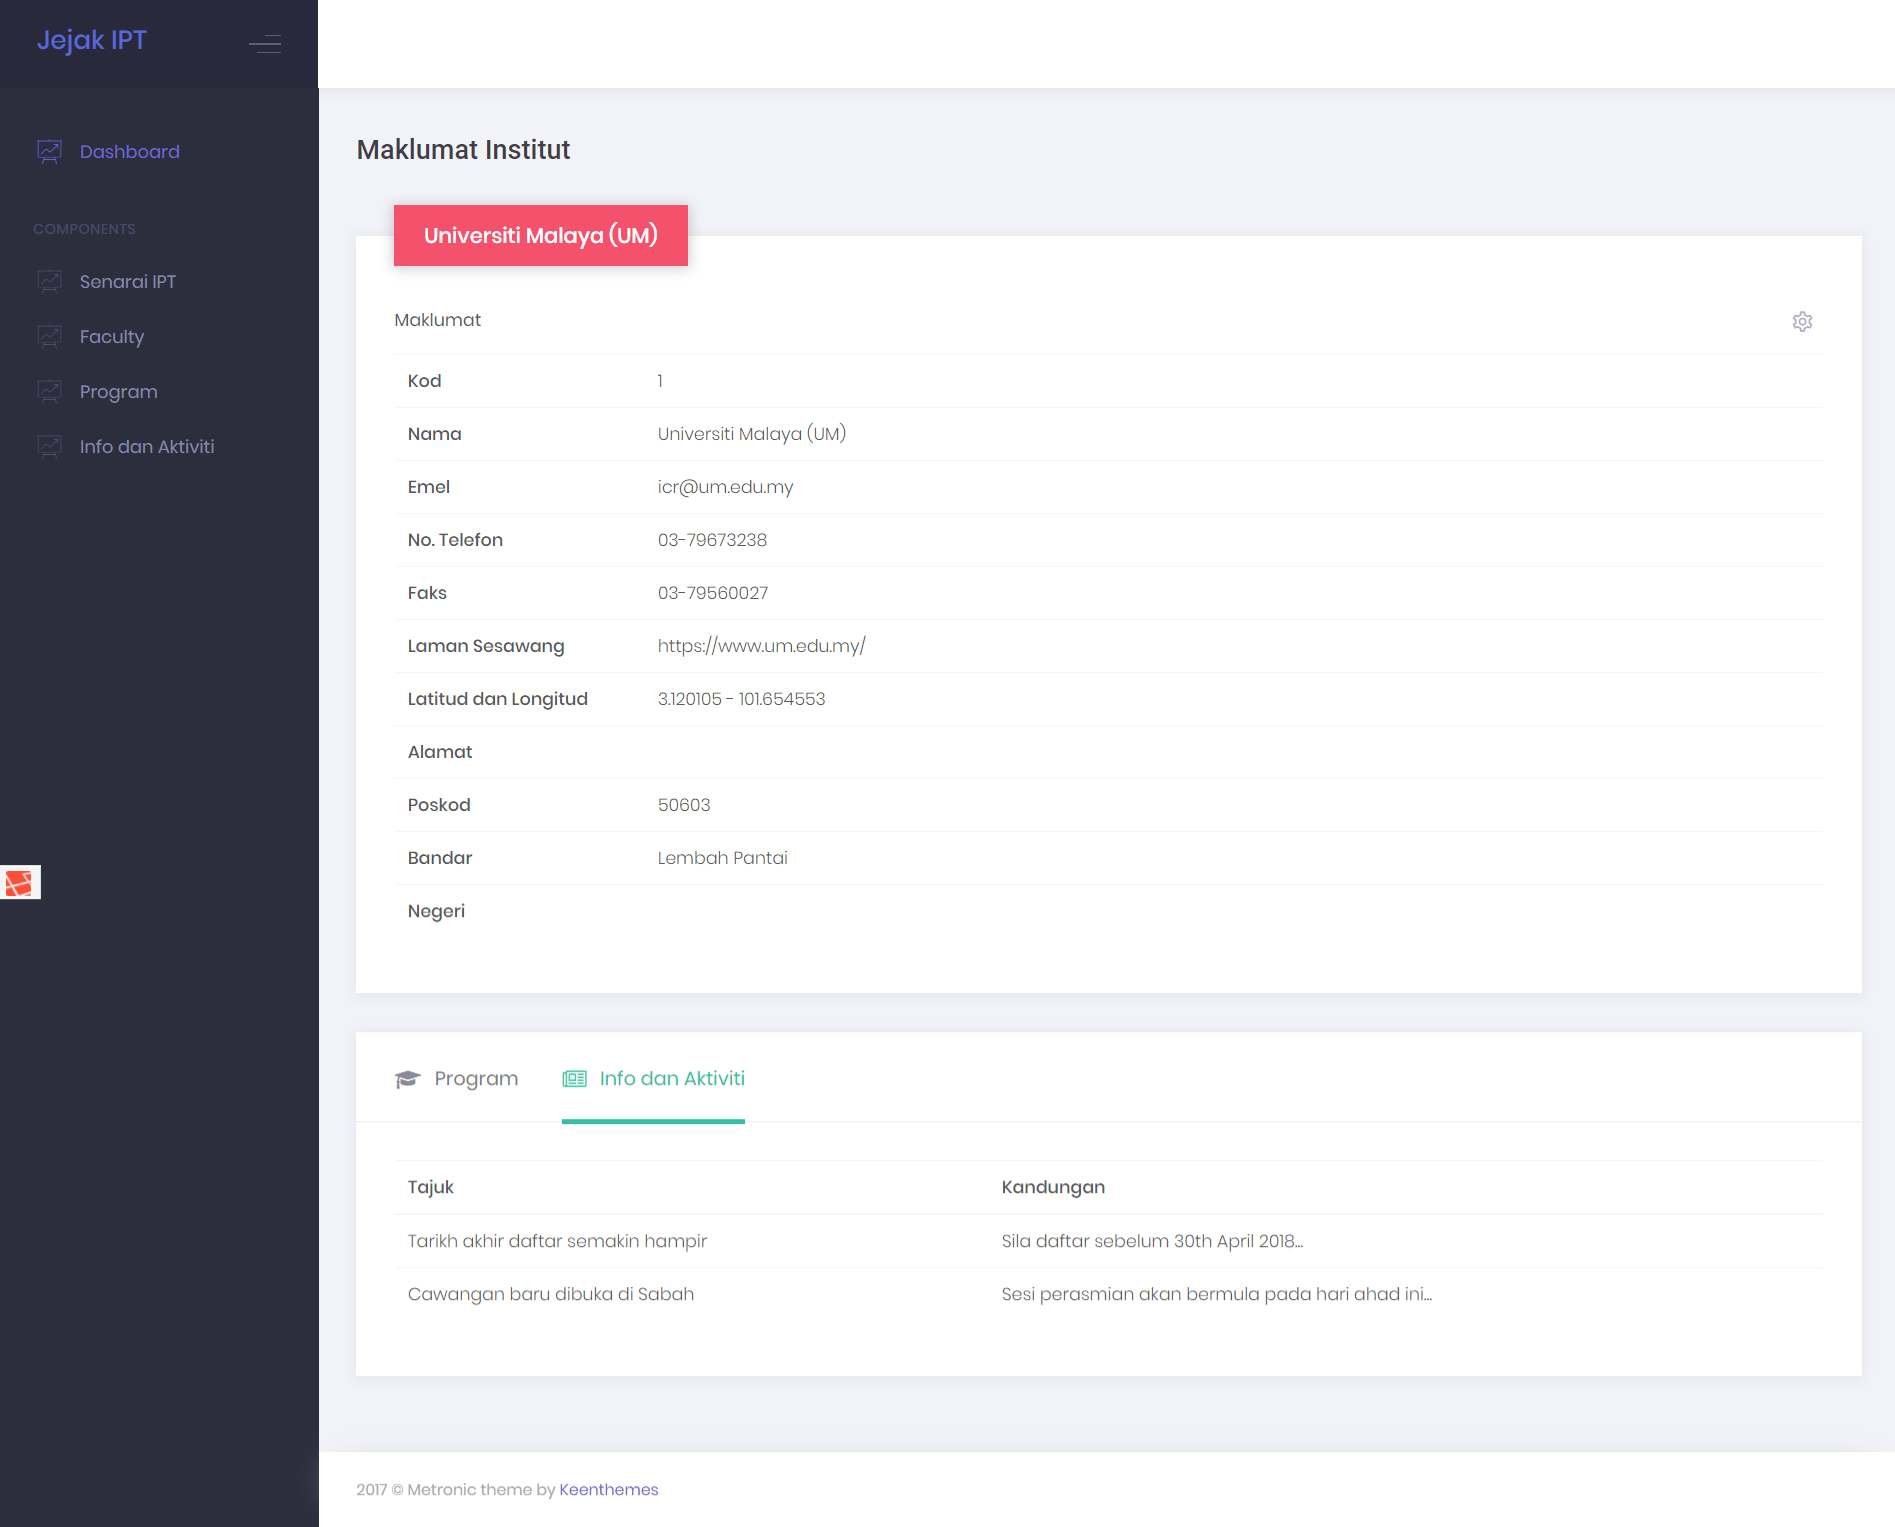 Jejak IPT
Dashboard
COMPONENTS
Senarai IPT
Faculty
Program
Info dan Aktiviti
Maklumat Institut
Universiti Malaya (UM)
Maklumat
Kod 1
Nama Universiti Malaya (UM)
Emel icr@um.edu.my
No. Telefon 03-79673238
Faks 03-79560027
Laman Sesawang https://www.um.edu.my/
Latitud dan Longitud 3.120105 - 101.654553
Alamat
Poskod 50603
Bandar Lembah Pantai
Negeri
Program Info dan Aktiviti
Tajuk Kandungan
Tarikh akhir daftar semakin hampir Sila daftar sebelum 30th April 2018...
Cawangan baru dibuka di Sabah Sesi perasmian akan bermula pada hari ahad ini...
2017 © Metronic theme by Keenthemes